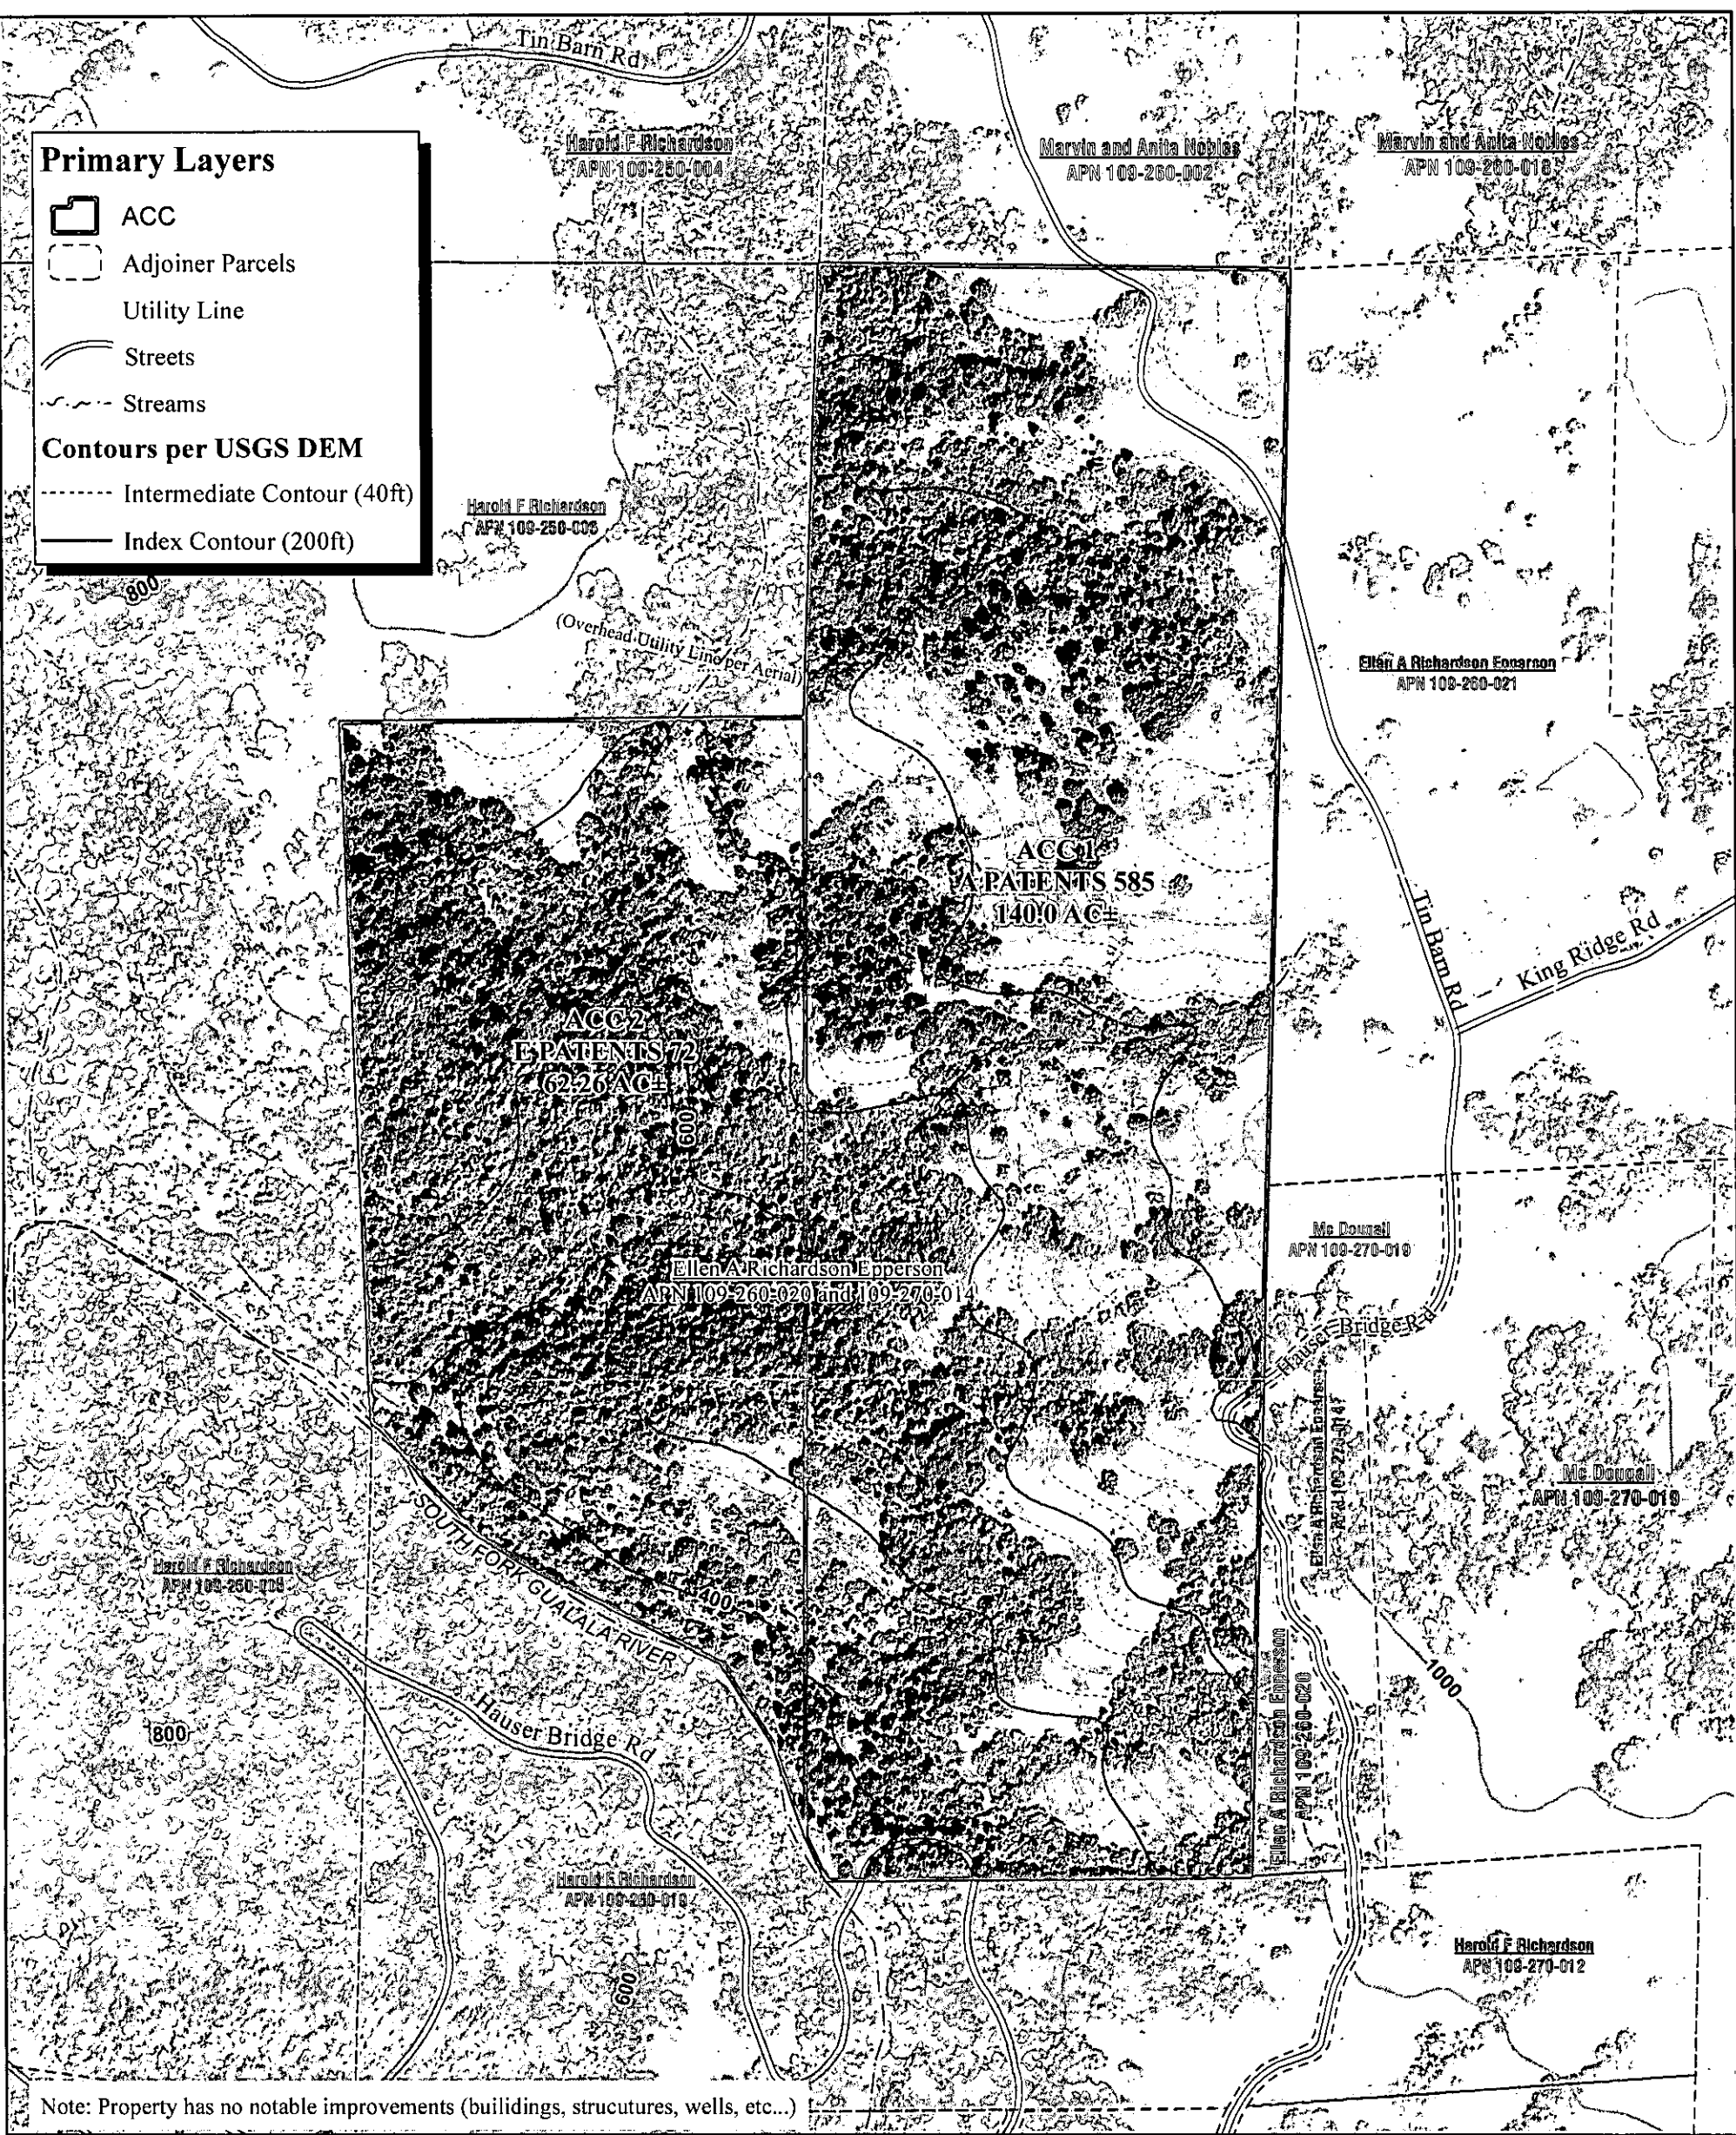 Tin Barn Rd
Harold F Richardson
APN 109-250-004
Marvin and Anita Nobles
APN 109-260-002
Marvin and Anita Nobles
APN 109-260-018
Primary Layers
ACC
Adjoiner Parcels
Utility Line
Streets
Streams
Contours per USGS DEM
Intermediate Contour (40ft)
Index Contour (200ft)
Harold F Richardson
800
(Overhead Utility Line per Aerial)
Ellen A Richardson Epperson
APN 109-260-021
ACC 1
A PATENTS 585
140.0 AC±
Tin Barn Rd
King Ridge Rd
ACC 2
E PATENTS 72
62.26 AC±
600
Mc Dougall
APN 109-270-019
Ellen A Richardson Epperson
APN 109-260-020 and 109-270-014
Hauser Bridge Rd
Ellen A Richardson Epperson
Mc Dougall
APN 109-270-019
SOUTH FORK GUALALA RIVER
400
Harold F Richardson
Ellen A Richardson Epperson
APN 109-260-020
1000
800
Hauser Bridge Rd
Harold F Richardson
Harold F Richardson
APN 109-270-012
600
Note: Property has no notable improvements (builidings, strucutures, wells, etc...)